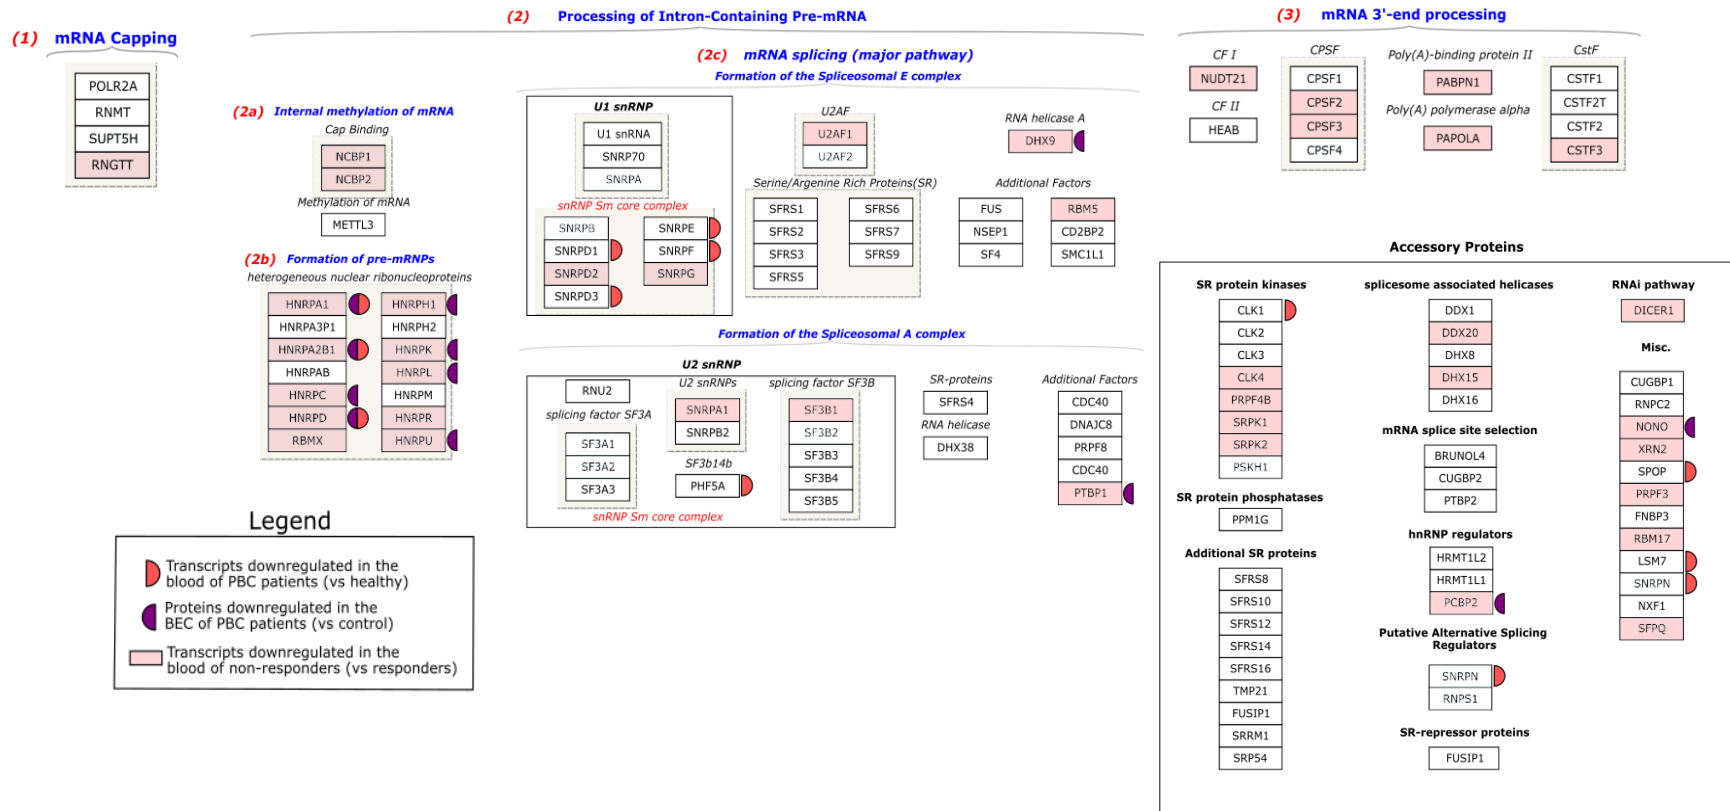 (1) mRNA Capping
POLR2A
RNMT
SUPT5H
RNGTT
(2) Processing of Intron-Containing Pre-mRNA
(2a) Internal methylation of mRNA
Cap Binding
NCBP1
NCBP2
Methylation of mRNA
METTL3
(2b) Formation of pre-mRNPs
heterogeneous nuclear ribonucleoproteins
HNRPA1
HNRPA3P1
HNRPA2B1
HNRPAB
HNRPC
HNRPD
RBMX
HNRPH1
HNRPH2
HNRPK
HNRPL
HNRPM
HNRPR
HNRPU
(2c) mRNA splicing (major pathway)
Formation of the Spliceosomal E complex
U1 snRNP
U1 snRNA
SNRP70
SNRPA
snRNP Sm core complex
SNRPB
SNRPD1
SNRPD2
SNRPD3
SNRPE
SNRPF
SNRPG
U2AF
U2AF1
U2AF2
RNA helicase A
DHX9
Serine/Argenine Rich Proteins(SR)
SFRS1
SFRS2
SFRS3
SFRS5
SFRS6
SFRS7
SFRS9
Additional Factors
FUS
NSEP1
SF4
RBM5
CD2BP2
SMC1L1
Formation of the Spliceosomal A complex
U2 snRNP
RNU2
splicing factor SF3A
SF3A1
SF3A2
SF3A3
U2 snRNPs
SNRPA1
SNRPB2
SF3b14b
PHF5A
splicing factor SF3B
SF3B1
SF3B2
SF3B3
SF3B4
SF3B5
snRNP Sm core complex
SR-proteins
SFRS4
RNA helicase
DHX38
Additional Factors
CDC40
DNAJC8
PRPF8
CDC40
PTBP1
(3) mRNA 3'-end processing
CF I
NUDT21
CF II
HEAB
CPSF
CPSF1
CPSF2
CPSF3
CPSF4
Poly(A)-binding protein II
PABPN1
Poly(A) polymerase alpha
PAPOLA
CstF
CSTF1
CSTF2T
CSTF2
CSTF3
Accessory Proteins
SR protein kinases
CLK1
CLK2
CLK3
CLK4
PRPF4B
SRPK1
SRPK2
PSKH1
SR protein phosphatases
PPM1G
Additional SR proteins
SFRS8
SFRS10
SFRS12
SFRS14
SFRS16
TMP21
FUSIP1
SRRM1
SRP54
splicesome associated helicases
DDX1
DDX20
DHX8
DHX15
DHX16
mRNA splice site selection
BRUNOL4
CUGBP2
PTBP2
hnRNP regulators
HRMT1L2
HRMT1L1
PCBP2
Putative Alternative Splicing
Regulators
SNRPN
RNPS1
SR-repressor proteins
FUSIP1
RNAi pathway
DICER1
Misc.
CUGBP1
RNPC2
NONO
XRN2
SPOP
PRPF3
FNBP3
RBM17
LSM7
SNRPN
NXF1
SFPQ
Legend
Transcripts downregulated in the
blood of PBC patients (vs healthy)
Proteins downregulated in the
BEC of PBC patients (vs control)
Transcripts downregulated in the
blood of non-responders (vs responders)